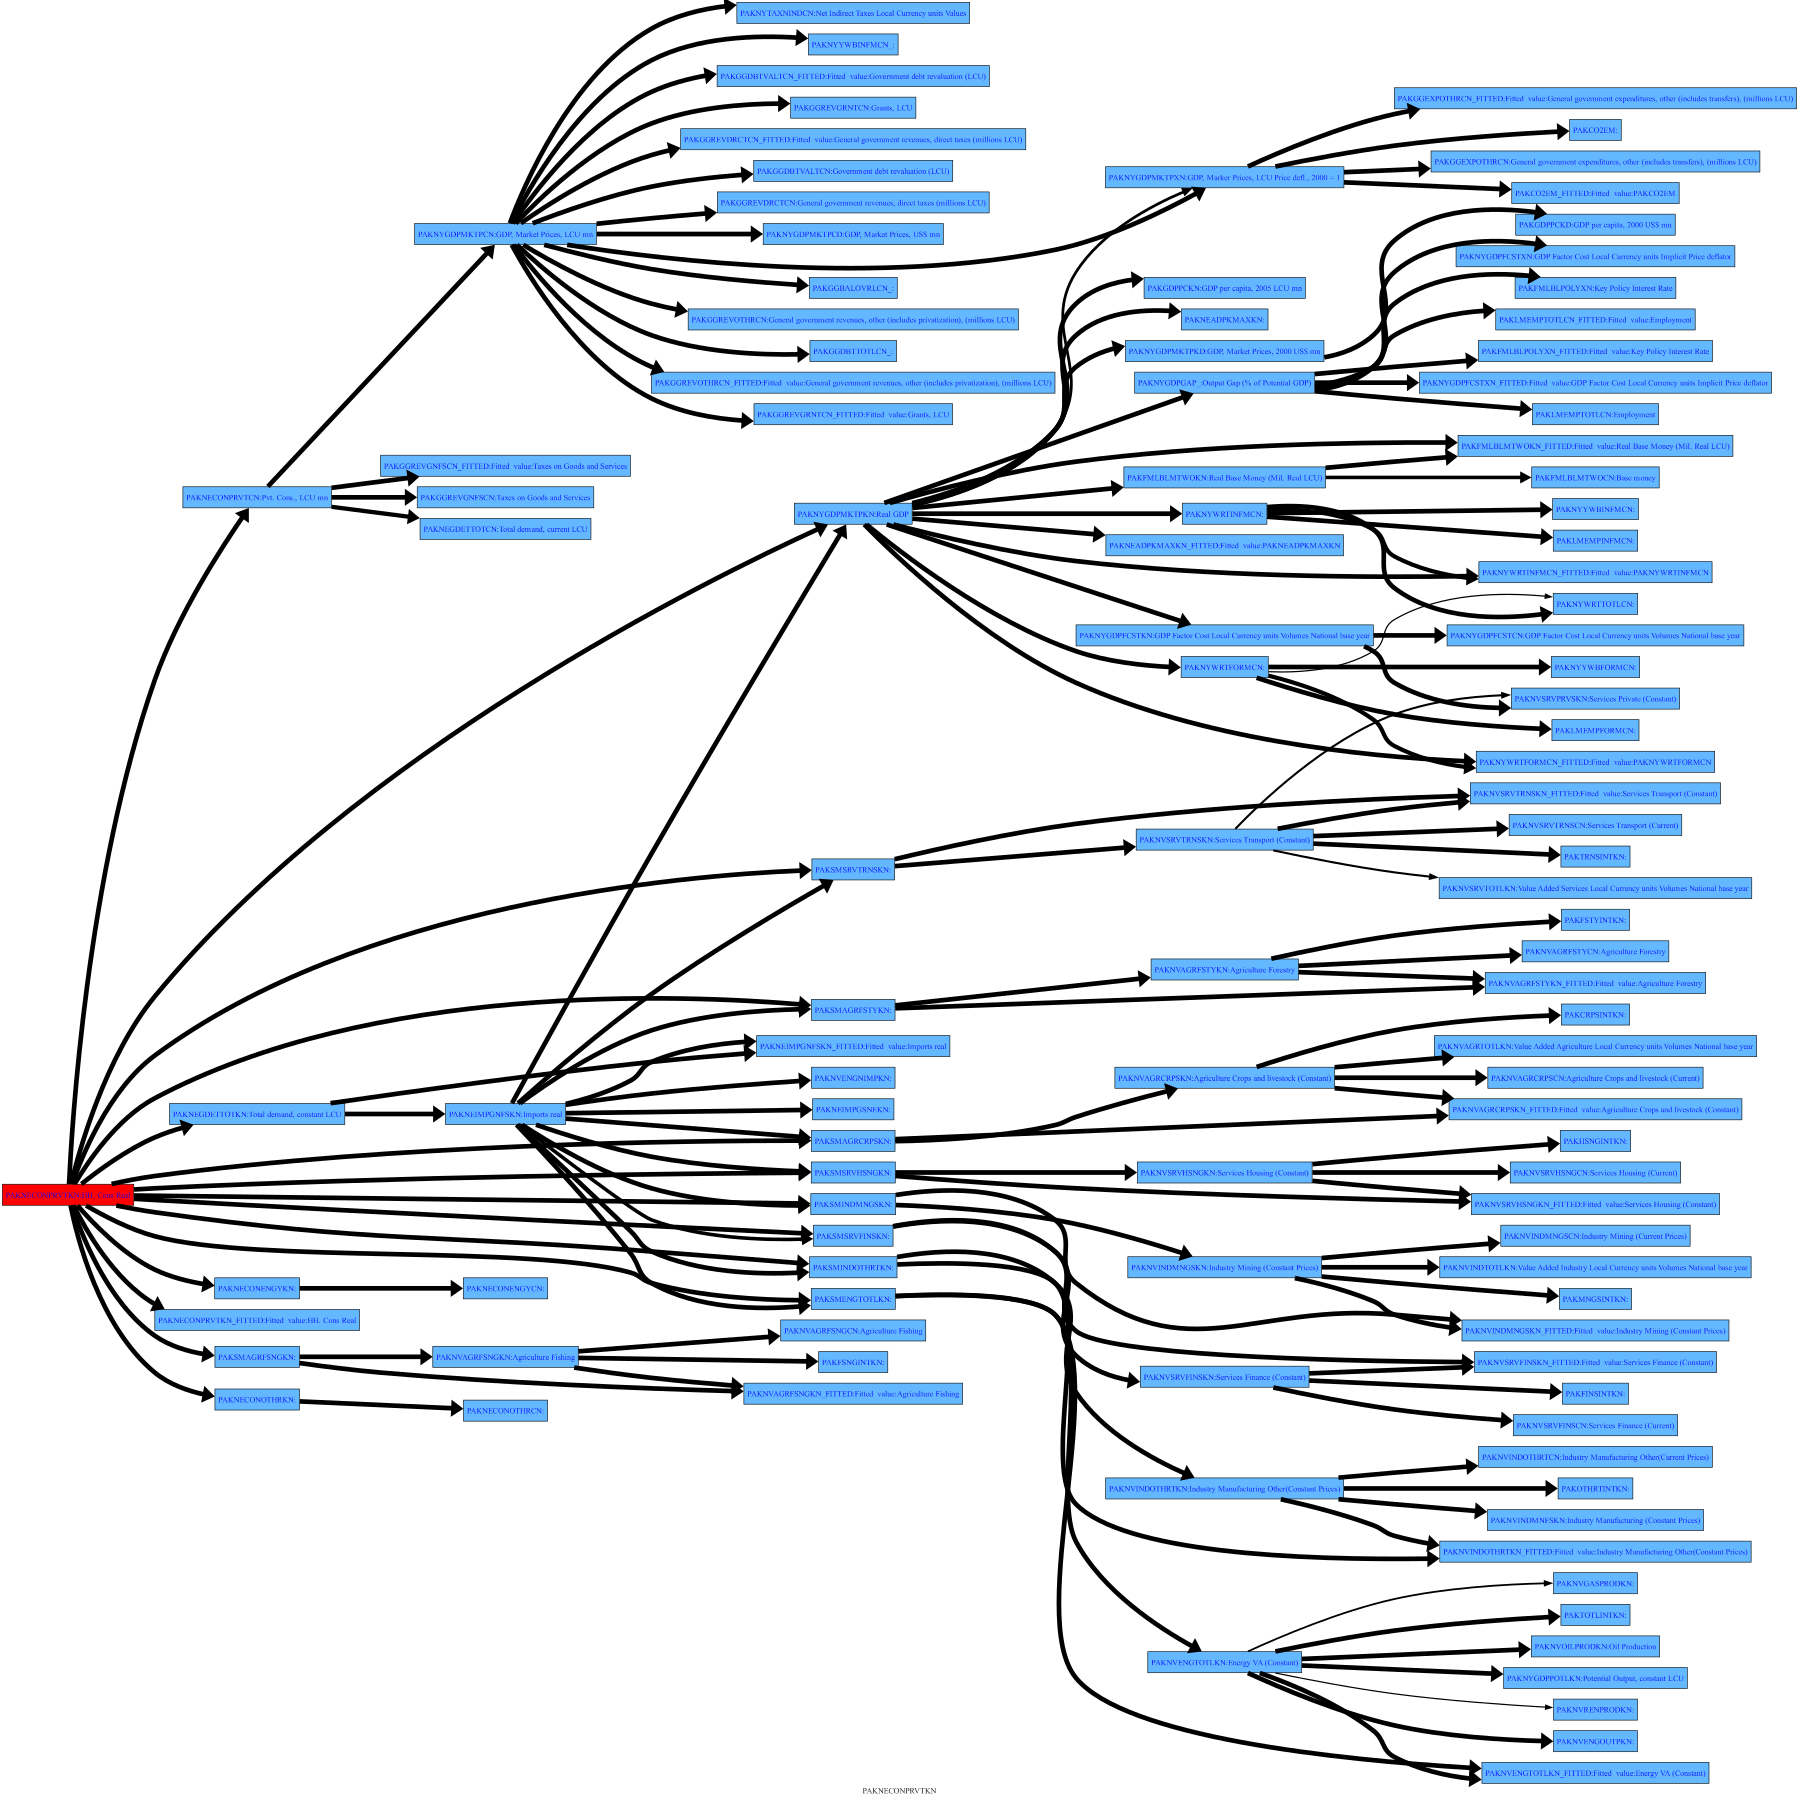 PAKNYTAXNINDCN:Net Indirect Taxes Local Currency units Values
PAKNYYWBINFMCN_:
PAKGGDBTVALTCN_FITTED:Fitted value:Government debt revaluation (LCU)
PAKGGREVGRNTCN:Grants, LCU
PAKGGREVDRCTCN_FITTED:Fitted value:General government revenues, direct taxes (millions LCU)
PAKGGDBTVALTCN:Government debt revaluation (LCU)
PAKGGREVDRCTCN:General government revenues, direct taxes (millions LCU)
PAKNYGDPMKTPCN:GDP, Market Prices, LCU mn
PAKNYGDPMKTPCD:GDP, Market Prices, US$ mn
PAKGGBALOVRLCN_:
PAKGGREVOTHRCN:General government revenues, other (includes privatization), (millions LCU)
PAKGGDBTTOTLCN_:
PAKGGREVOTHRCN_FITTED:Fitted value:General government revenues, other (includes privatization), (millions LCU)
PAKGGREVGRNTCN_FITTED:Fitted value:Grants, LCU
PAKGGEXPOTHRCN_FITTED:Fitted value:General government expenditures, other (includes transfers), (millions LCU)
PAKCO2EM:
PAKGGEXPOTHRCN:General government expenditures, other (includes transfers), (millions LCU)
PAKNYGDPMKTPXN:GDP, Marker Prices, LCU Price defl., 2000 = 1
PAKCO2EM_FITTED:Fitted value:PAKCO2EM
PAKGDPPCKD:GDP per capita, 2000 US$ mn
PAKNYGDPFCSTXN:GDP Factor Cost Local Currency units Implicit Price deflator
PAKGDPPCKN:GDP per capita, 2005 LCU mn
PAKFMLBLPOLYXN:Key Policy Interest Rate
PAKNEADPKMAXKN:
PAKLMEMPTOTLCN_FITTED:Fitted value:Employment
PAKNYGDPMKTPKD:GDP, Market Prices, 2000 US$ mn
PAKFMLBLPOLYXN_FITTED:Fitted value:Key Policy Interest Rate
PAKNYGDPGAP_:Output Gap (% of Potential GDP)
PAKNYGDPFCSTXN_FITTED:Fitted value:GDP Factor Cost Local Currency units Implicit Price deflator
PAKLMEMPTOTLCN:Employment
PAKFMLBLMTWOKN_FITTED:Fitted value:Real Base Money (Mil. Real LCU)
PAKGGREVGNFSCN_FITTED:Fitted value:Taxes on Goods and Services
PAKFMLBLMTWOKN:Real Base Money (Mil. Real LCU)
PAKFMLBLMTWOCN:Base money
PAKNECONPRVTCN:Pvt. Cons., LCU mn
PAKGGREVGNFSCN:Taxes on Goods and Services
PAKNYGDPMKTPKN:Real GDP
PAKNYWRTINFMCN:
PAKNYYWBINFMCN:
PAKNEGDETTOTCN:Total demand, current LCU
PAKLMEMPINFMCN:
PAKNEADPKMAXKN_FITTED:Fitted value:PAKNEADPKMAXKN
PAKNYWRTINFMCN_FITTED:Fitted value:PAKNYWRTINFMCN
PAKNYWRTTOTLCN:
PAKNYGDPFCSTKN:GDP Factor Cost Local Currency units Volumes National base year
PAKNYGDPFCSTCN:GDP Factor Cost Local Currency units Volumes National base year
PAKNYWRTFORMCN:
PAKNYYWBFORMCN:
PAKNVSRVPRVSKN:Services Private (Constant)
PAKLMEMPFORMCN:
PAKNYWRTFORMCN_FITTED:Fitted value:PAKNYWRTFORMCN
PAKNVSRVTRNSKN_FITTED:Fitted value:Services Transport (Constant)
PAKNVSRVTRNSCN:Services Transport (Current)
PAKNVSRVTRNSKN:Services Transport (Constant)
PAKTRNSINTKN:
PAKSMSRVTRNSKN:
PAKNVSRVTOTLKN:Value Added Services Local Currency units Volumes National base year
PAKFSTYINTKN:
PAKNVAGRFSTYCN:Agriculture Forestry
PAKNVAGRFSTYKN:Agriculture Forestry
PAKNVAGRFSTYKN_FITTED:Fitted value:Agriculture Forestry
PAKSMAGRFSTYKN:
PAKCRPSINTKN:
PAKNEIMPGNFSKN_FITTED:Fitted value:Imports real
PAKNVAGRTOTLKN:Value Added Agriculture Local Currency units Volumes National base year
PAKNVENGNIMPKN:
PAKNVAGRCRPSKN:Agriculture Crops and livestock (Constant)
PAKNVAGRCRPSCN:Agriculture Crops and livestock (Current)
PAKNEGDETTOTKN:Total demand, constant LCU
PAKNEIMPGNFSKN:Imports real
PAKNEIMPGSNEKN:
PAKNVAGRCRPSKN_FITTED:Fitted value:Agriculture Crops and livestock (Constant)
PAKSMAGRCRPSKN:
PAKHSNGINTKN:
PAKSMSRVHSNGKN:
PAKNVSRVHSNGKN:Services Housing (Constant)
PAKNVSRVHSNGCN:Services Housing (Current)
PAKNECONPRVTKN:HH. Cons Real
PAKSMINDMNGSKN:
PAKNVSRVHSNGKN_FITTED:Fitted value:Services Housing (Constant)
PAKSMSRVFINSKN:
PAKNVINDMNGSCN:Industry Mining (Current Prices)
PAKSMINDOTHRTKN:
PAKNVINDMNGSKN:Industry Mining (Constant Prices)
PAKNVINDTOTLKN:Value Added Industry Local Currency units Volumes National base year
PAKNECONENGYKN:
PAKNECONENGYCN:
PAKSMENGTOTLKN:
PAKMNGSINTKN:
PAKNECONPRVTKN_FITTED:Fitted value:HH. Cons Real
PAKNVAGRFSNGCN:Agriculture Fishing
PAKNVINDMNGSKN_FITTED:Fitted value:Industry Mining (Constant Prices)
PAKSMAGRFSNGKN:
PAKNVAGRFSNGKN:Agriculture Fishing
PAKFSNGINTKN:
PAKNVSRVFINSKN_FITTED:Fitted value:Services Finance (Constant)
PAKNVSRVFINSKN:Services Finance (Constant)
PAKNVAGRFSNGKN_FITTED:Fitted value:Agriculture Fishing
PAKFINSINTKN:
PAKNECONOTHRKN:
PAKNECONOTHRCN:
PAKNVSRVFINSCN:Services Finance (Current)
PAKNVINDOTHRTCN:Industry Manufacturing Other(Current Prices)
PAKNVINDOTHRTKN:Industry Manufacturing Other(Constant Prices)
PAKOTHRTINTKN:
PAKNVINDMNFSKN:Industry Manufacturing (Constant Prices)
PAKNVINDOTHRTKN_FITTED:Fitted value:Industry Manufacturing Other(Constant Prices)
PAKNVGASPRODKN:
PAKTOTLINTKN:
PAKNVOILPRODKN:Oil Production
PAKNVENGTOTLKN:Energy VA (Constant)
PAKNYGDPPOTLKN:Potential Output, constant LCU
PAKNVRENPRODKN:
PAKNVENGOUTPKN:
PAKNVENGTOTLKN_FITTED:Fitted value:Energy VA (Constant)
PAKNECONPRVTKN